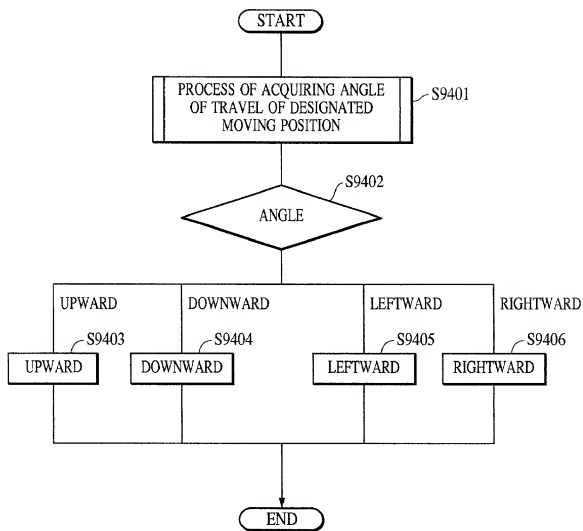 START
PROCESS OF ACQUIRING ANGLE
OF TRAVEL OF DESIGNATED
MOVING POSITION
S9401
S9402
ANGLE
UPWARD
DOWNWARD
LEFTWARD
RIGHTWARD
S9403
S9404
S9405
S9406
UPWARD
DOWNWARD
LEFTWARD
RIGHTWARD
END